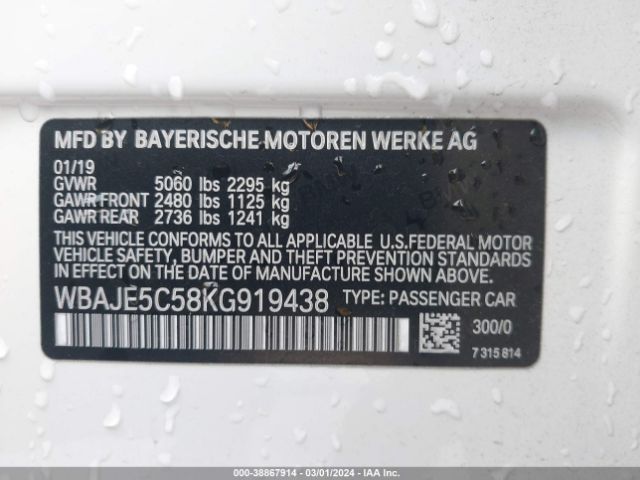 MFD BY BAYERISCHE MOTOREN WERKE AG
01/19
GVWR 5060 lbs 2295 kg
GAWR FRONT 2480 lbs 1125 kg
GAWR REAR 2736 lbs 1241 kg
THIS VEHICLE CONFORMS TO ALL APPLICABLE U.S.FEDERAL MOTOR
VEHICLE SAFETY, BUMPER, AND THEFT PREVENTION STANDARDS
IN EFFECT ON THE DATE OF MANUFACTURE SHOWN ABOVE.
WBAJE5C58KG919438 TYPE: PASSENGER CAR
300/0
7 315 814
000-38867914 — 03/01/2024 — IAA Inc.